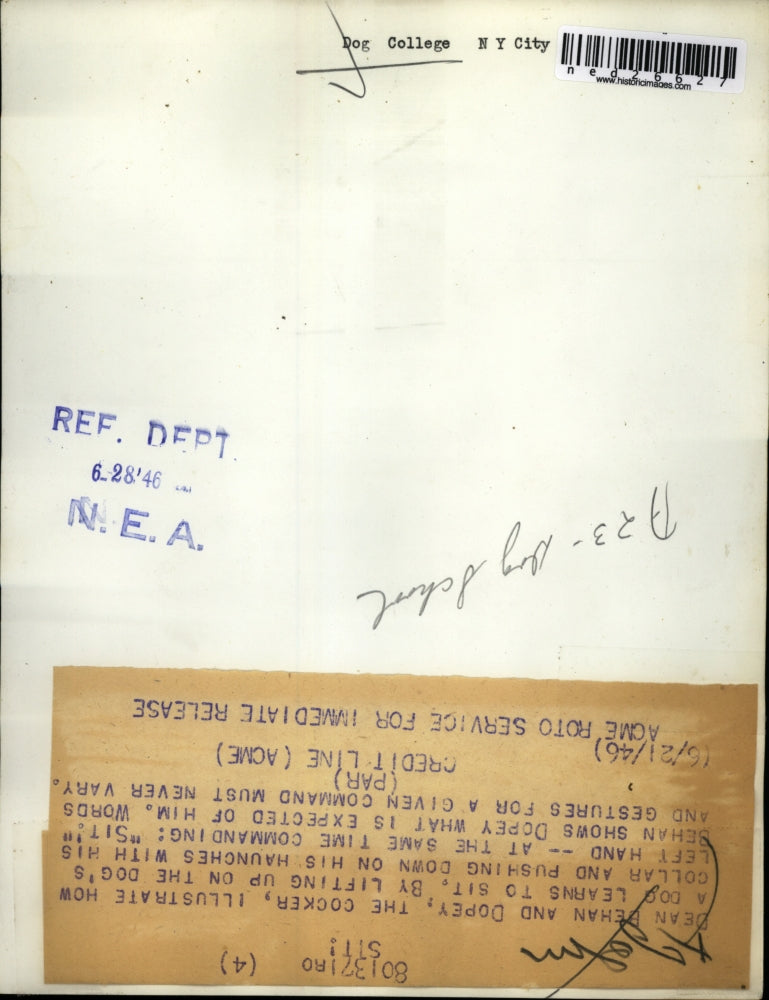 Dog College N Y City
ned26627
www.historicimages.com
REF. DEPT.
6-28'46
N.E.A.
A23- Dog School
801371RO (4)
SIT!
DEAN BEHAN AND DOPEY, THE COCKER, ILLUSTRATE HOW
A DOG LEARNS TO SIT. BY LIFTING UP ON THE DOG'S
COLLAR AND PUSHING DOWN ON HIS HAUNCHES WITH HIS
LEFT HAND -- AT THE SAME TIME COMMANDING: "SIT!"
BEHAN SHOWS DOPEY WHAT IS EXPECTED OF HIM. WORDS
AND GESTURES FOR A GIVEN COMMAND MUST NEVER VARY.
(PAR)
CREDIT LINE (ACME)
(6/21/46)
ACME ROTO SERVICE FOR IMMEDIATE RELEASE